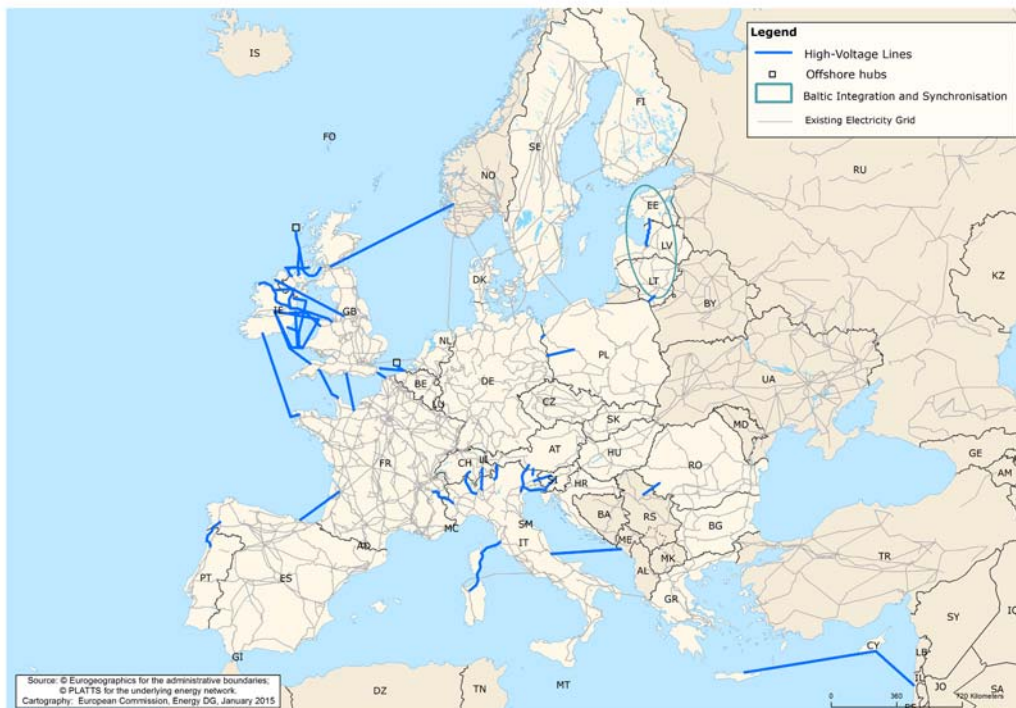 Legend
High-Voltage Lines
Offshore hubs
Baltic Integration and Synchronisation
Existing Electricity Grid
IS
FI
FO
SE
RU
NO
EE
LV
KZ
DK
LT
BY
IE
GB
NL
PL
BE
DE
UA
LU
CZ
SK
MD
FR
AT
CH
LI
HU
RO
SI
HR
GE
AM
BA
RS
MC
SM
IT
ME
BG
AD
MK
AL
TR
PT
ES
GR
SY
GI
CY
LB
IL
JO
DZ
TN
MT
SA
Source: © Eurogeographics for the administrative boundaries;
© PLATTS for the underlying energy network.
Cartography: European Commission, Energy DG, January 2015
0 360 720 Kilometers